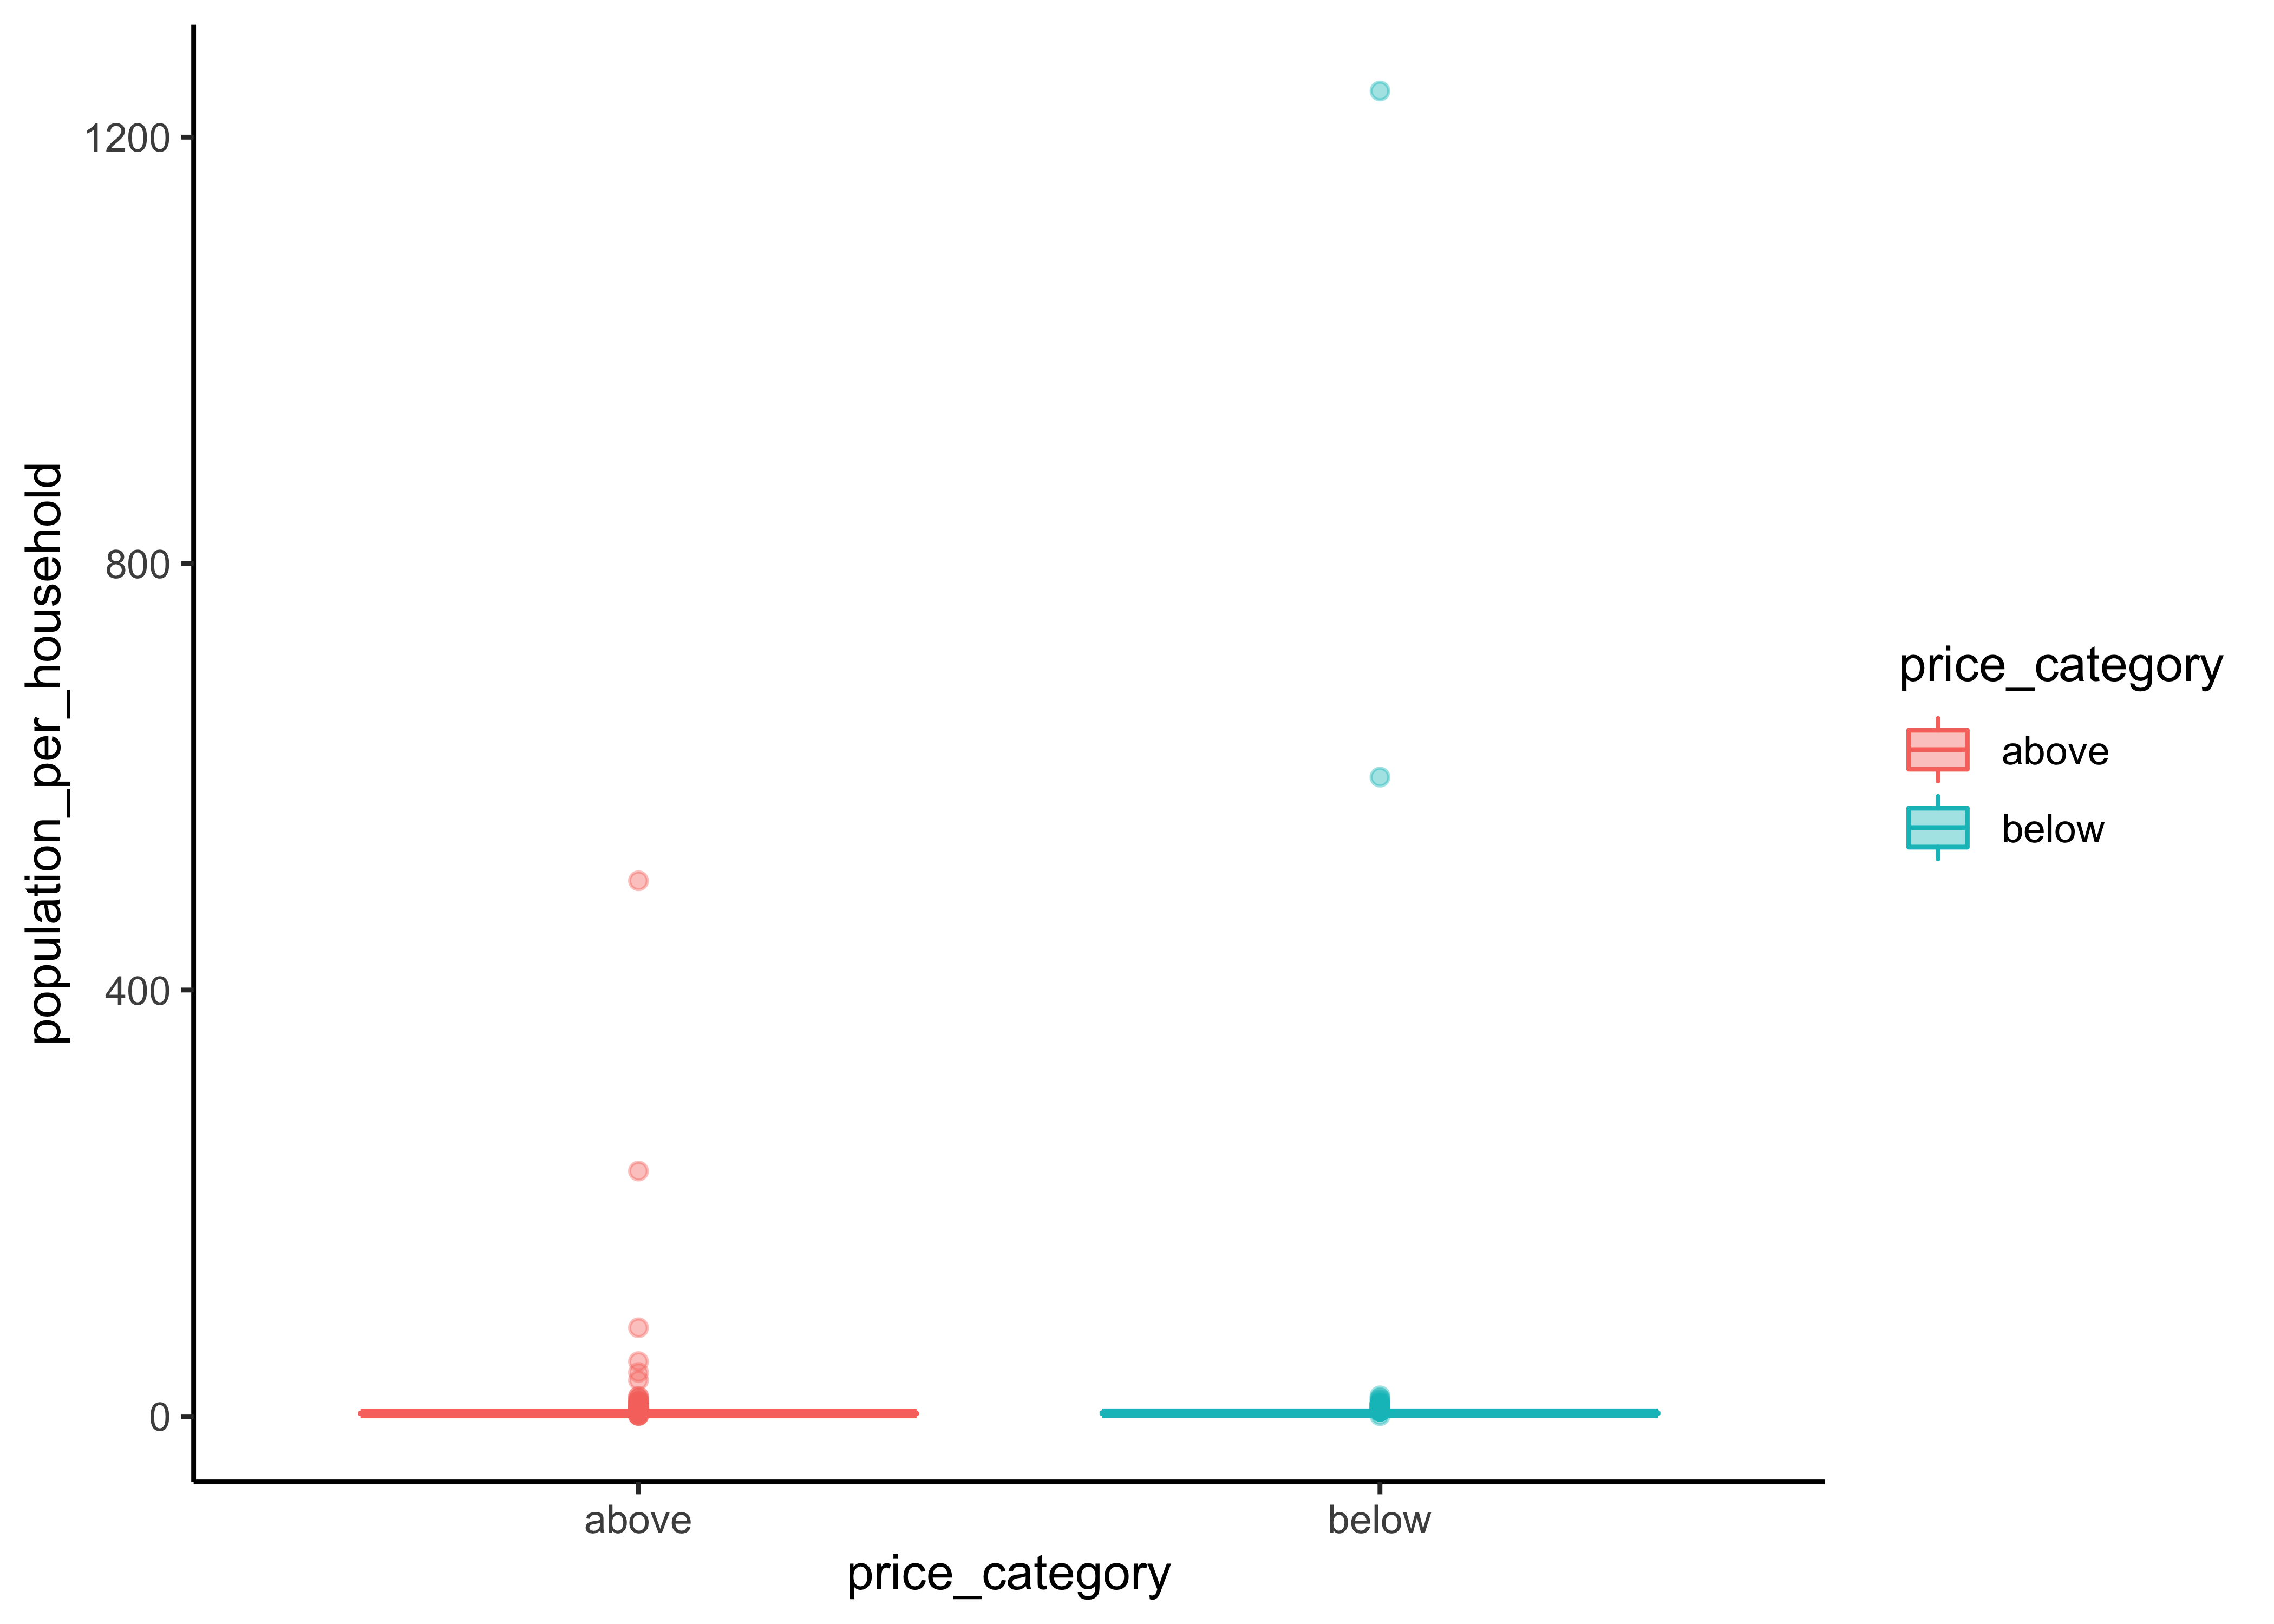 1200
800
400
0
population_per_household
above
below
price_category
price_category
above
below